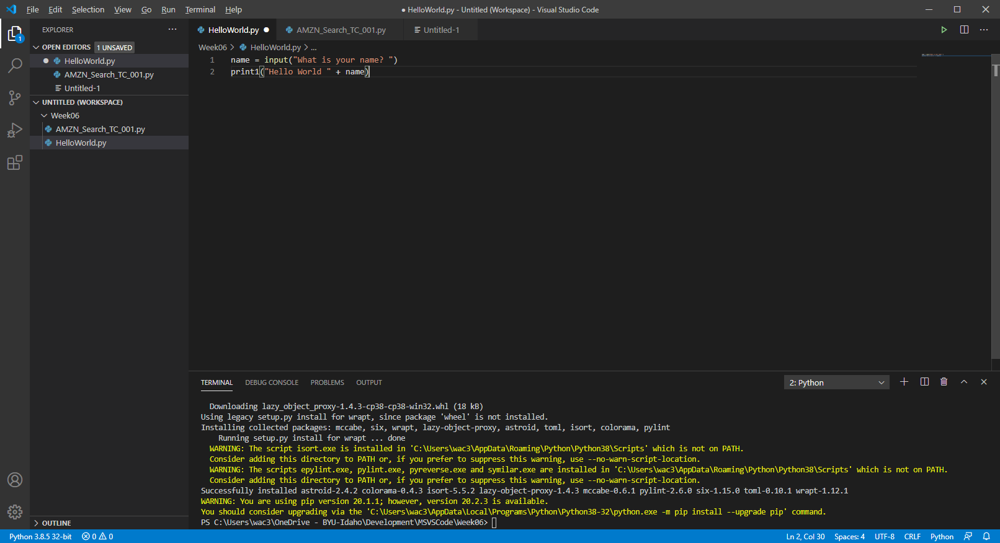 File Edit Selection View Go Run Terminal Help
● HelloWorld.py - Untitled (Workspace) - Visual Studio Code
1
EXPLORER ...
OPEN EDITORS 1 UNSAVED
HelloWorld.py
AMZN_Search_TC_001.py
Untitled-1
UNTITLED (WORKSPACE)
Week06
AMZN_Search_TC_001.py
HelloWorld.py
OUTLINE
HelloWorld.py ● AMZN_Search_TC_001.py Untitled-1
Week06 > HelloWorld.py > ...
1 name = input("What is your name? ")
2 print1("Hello World " + name)
TERMINAL DEBUG CONSOLE PROBLEMS OUTPUT
2: Python
Downloading lazy_object_proxy-1.4.3-cp38-cp38-win32.whl (18 kB)
Using legacy setup.py install for wrapt, since package 'wheel' is not installed.
Installing collected packages: mccabe, six, wrapt, lazy-object-proxy, astroid, toml, isort, colorama, pylint
Running setup.py install for wrapt ... done
WARNING: The script isort.exe is installed in 'C:\Users\wac3\AppData\Roaming\Python\Python38\Scripts' which is not on PATH.
Consider adding this directory to PATH or, if you prefer to suppress this warning, use --no-warn-script-location.
WARNING: The scripts epylint.exe, pylint.exe, pyreverse.exe and symilar.exe are installed in 'C:\Users\wac3\AppData\Roaming\Python\Python38\Scripts' which is not on PATH.
Consider adding this directory to PATH or, if you prefer to suppress this warning, use --no-warn-script-location.
Successfully installed astroid-2.4.2 colorama-0.4.3 isort-5.5.2 lazy-object-proxy-1.4.3 mccabe-0.6.1 pylint-2.6.0 six-1.15.0 toml-0.10.1 wrapt-1.12.1
WARNING: You are using pip version 20.1.1; however, version 20.2.3 is available.
You should consider upgrading via the 'C:\Users\wac3\AppData\Local\Programs\Python\Python38-32\python.exe -m pip install --upgrade pip' command.
PS C:\Users\wac3\OneDrive - BYU-Idaho\Development\MSVSCode\Week06>
Python 3.8.5 32-bit 0 0
Ln 2, Col 30 Spaces: 4 UTF-8 CRLF Python